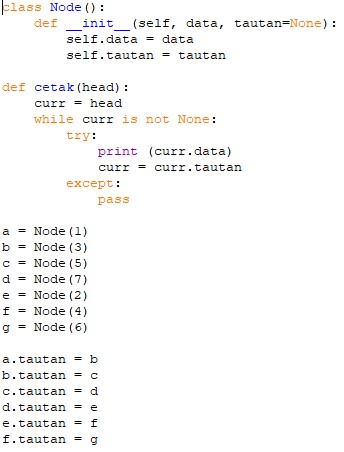 class Node():
    def __init__(self, data, tautan=None):
        self.data = data
        self.tautan = tautan

def cetak(head):
    curr = head
    while curr is not None:
        try:
            print (curr.data)
            curr = curr.tautan
        except:
            pass

a = Node(1)
b = Node(3)
c = Node(5)
d = Node(7)
e = Node(2)
f = Node(4)
g = Node(6)

a.tautan = b
b.tautan = c
c.tautan = d
d.tautan = e
e.tautan = f
f.tautan = g